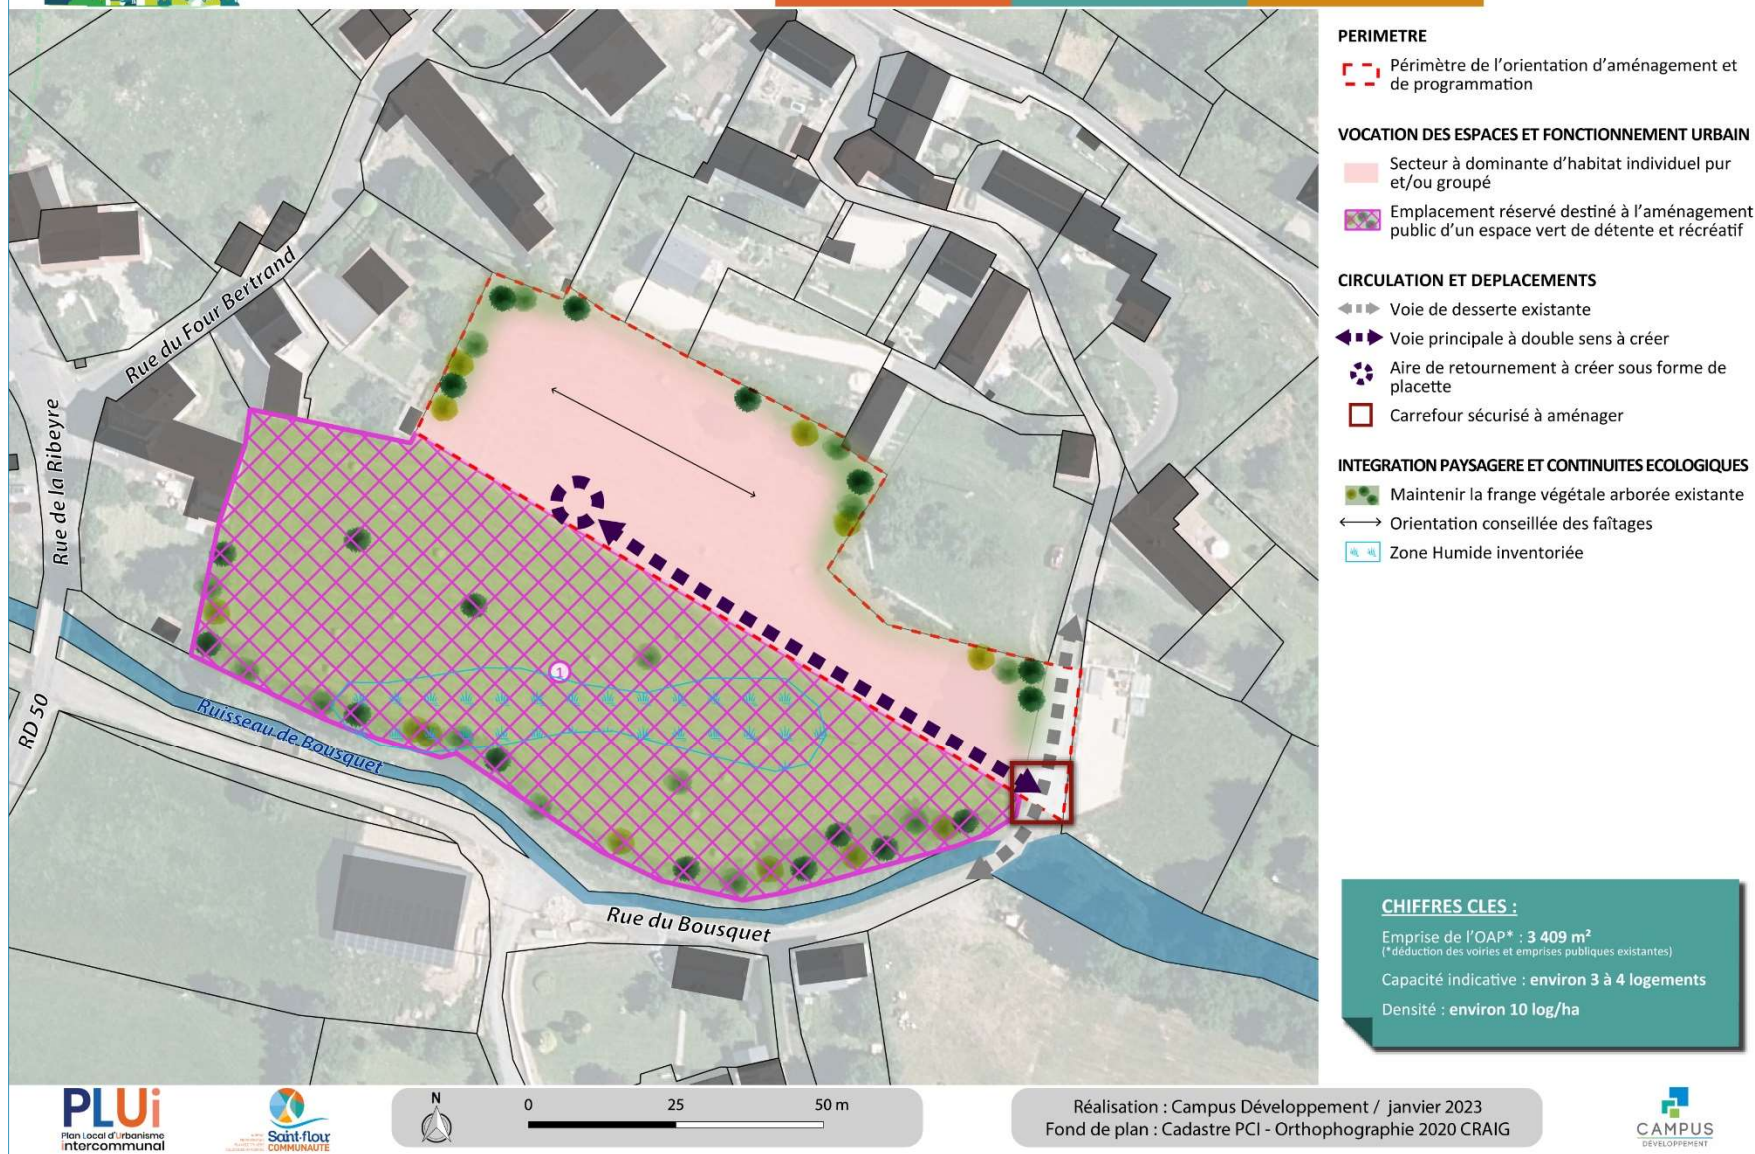 PERIMETRE
Périmètre de l'orientation d'aménagement et
de programmation
VOCATION DES ESPACES ET FONCTIONNEMENT URBAIN
Secteur à dominante d'habitat individuel pur
et/ou groupé
Emplacement réservé destiné à l'aménagement
public d'un espace vert de détente et récréatif
CIRCULATION ET DEPLACEMENTS
Voie de desserte existante
Voie principale à double sens à créer
Aire de retournement à créer sous forme de
placette
Carrefour sécurisé à aménager
INTEGRATION PAYSAGERE ET CONTINUITES ECOLOGIQUES
Maintenir la frange végétale arborée existante
Orientation conseillée des faîtages
Zone Humide inventoriée
Rue du Four Bertrand
Rue de la Ribeyre
RD 50
1
Ruisseau de Bousquet
Rue du Bousquet
CHIFFRES CLES :
Emprise de l'OAP* : 3 409 m²
(*déduction des voiries et emprises publiques existantes)
Capacité indicative : environ 3 à 4 logements
Densité : environ 10 log/ha
PLUi
Plan Local d'Urbanisme
intercommunal
Saint-flour
COMMUNAUTÉ
N
0 25 50 m
Réalisation : Campus Développement / janvier 2023
Fond de plan : Cadastre PCI - Orthophographie 2020 CRAIG
CAMPUS
DÉVELOPPEMENT